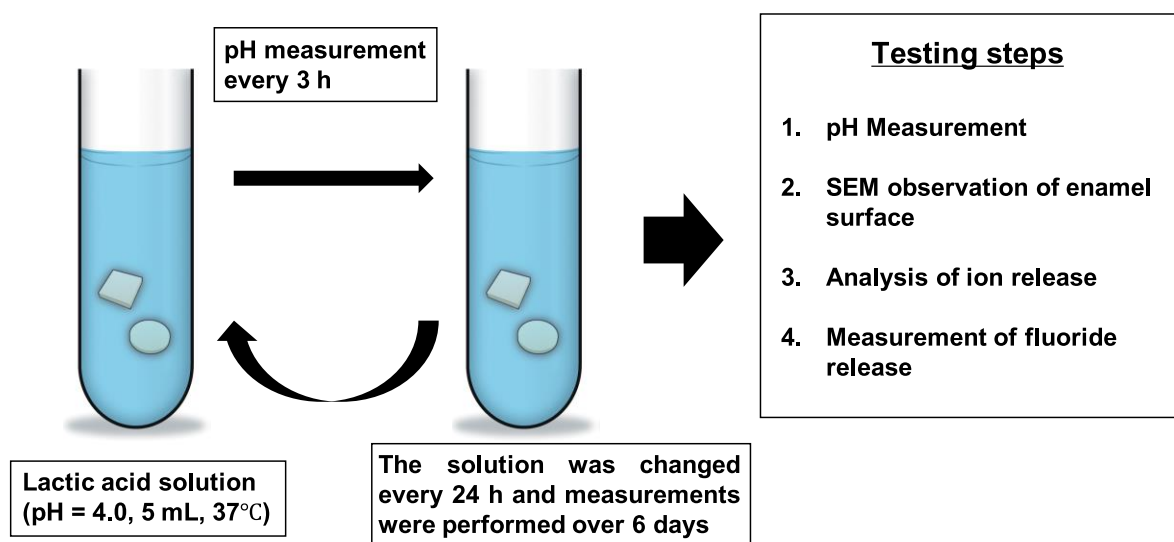 pH measurement
every 3 h
Lactic acid solution
(pH = 4.0, 5 mL, 37℃)
The solution was changed
every 24 h and measurements
were performed over 6 days
Testing steps
1. pH Measurement
2. SEM observation of enamel
surface
3. Analysis of ion release
4. Measurement of fluoride
release